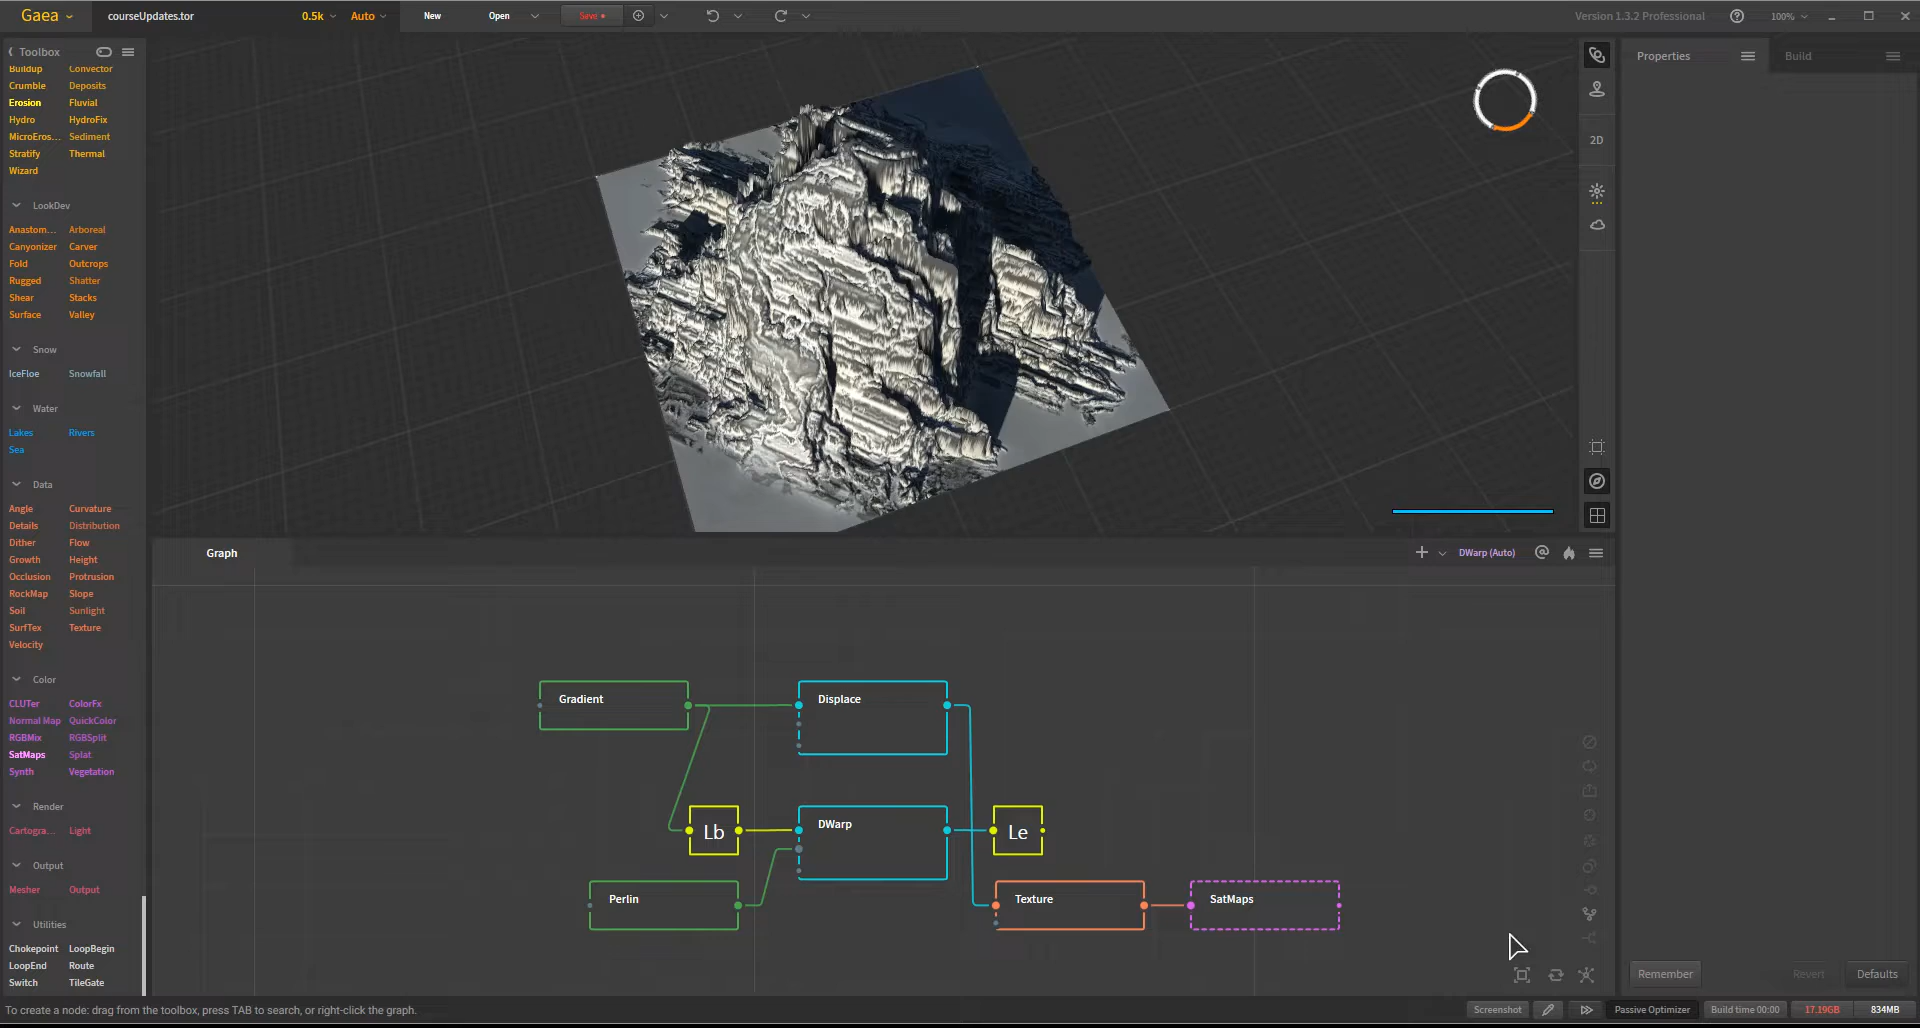 Gaea
courseUpdates.tor
0.5k
Auto
New
Open
Save
Version 1.3.2 Professional
100%
Toolbox
Buildup Convector
Crumble Deposits
Erosion Fluvial
Hydro HydroFix
MicroEros... Sediment
Stratify Thermal
Wizard
LookDev
Anastom... Arboreal
Canyonizer Carver
Fold Outcrops
Rugged Shatter
Shear Stacks
Surface Valley
Snow
IceFloe Snowfall
Water
Lakes Rivers
Sea
Data
Angle Curvature
Details Distribution
Dither Flow
Growth Height
Occlusion Protrusion
RockMap Slope
Soil Sunlight
SurfTex Texture
Velocity
Color
CLUTer ColorFx
Normal Map QuickColor
RGBMix RGBSplit
SatMaps Splat
Synth Vegetation
Render
Cartogra... Light
Output
Mesher Output
Utilities
Chokepoint LoopBegin
LoopEnd Route
Switch TileGate
2D
Properties
Build
Graph
DWarp (Auto)
Gradient
Displace
Lb
DWarp
Le
Perlin
Texture
SatMaps
Remember
Revert
Defaults
To create a node: drag from the toolbox, press TAB to search, or right-click the graph.
Screenshot
Passive Optimizer
Build time 00:00
17.19GB
834MB